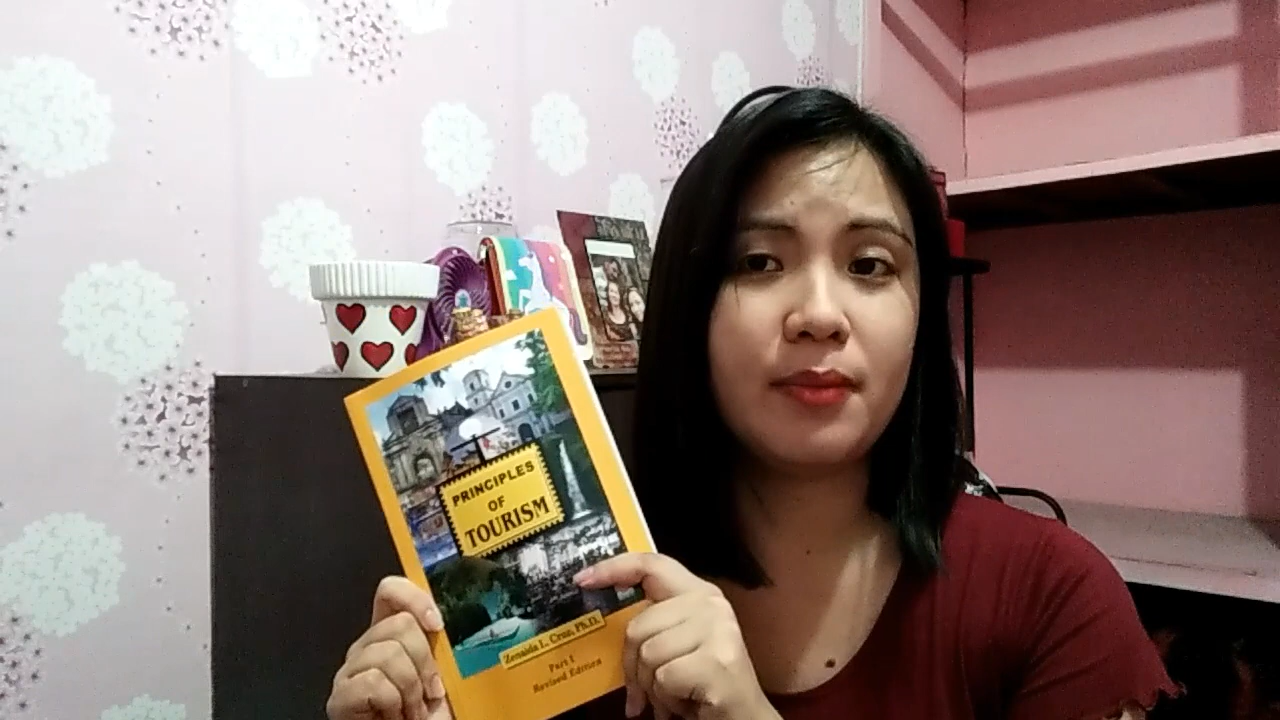 PRINCIPLES
OF
TOURISM
Zenaida L. Cruz, Ph.D.
Part I
Revised Edition